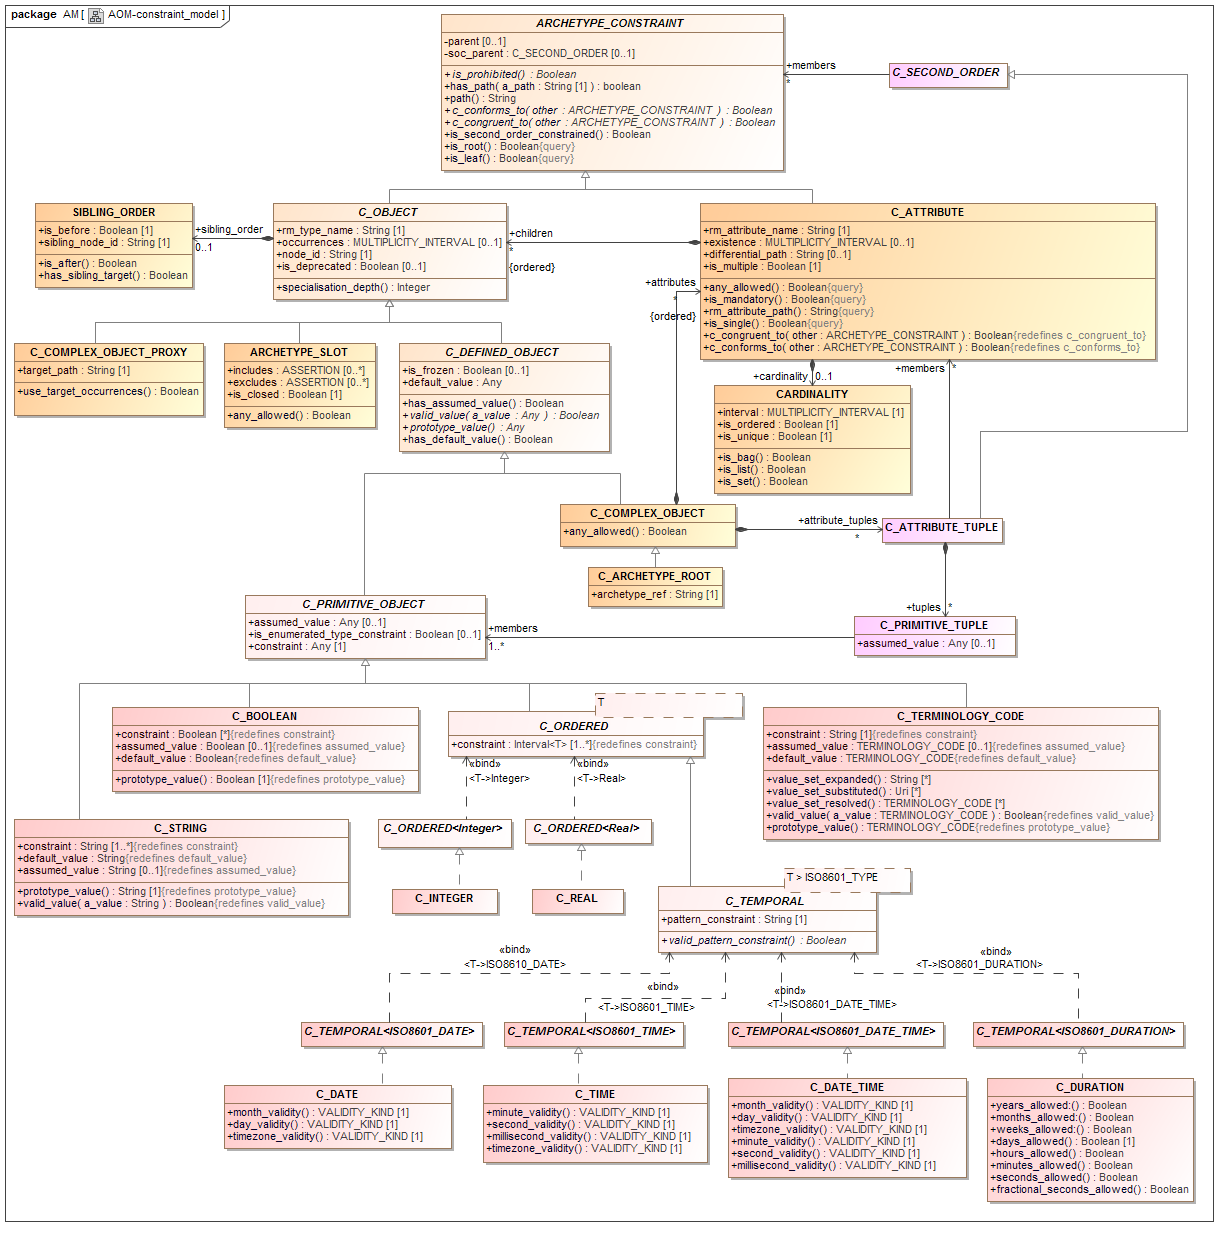 package AM [ AOM-constraint_model ]
ARCHETYPE_CONSTRAINT
-parent [0..1]
-soc_parent : C_SECOND_ORDER [0..1]
+is_prohibited() : Boolean
+has_path( a_path : String [1] ) : boolean
+path() : String
+c_conforms_to( other : ARCHETYPE_CONSTRAINT ) : Boolean
+c_congruent_to( other : ARCHETYPE_CONSTRAINT ) : Boolean
+is_second_order_constrained() : Boolean
+is_root() : Boolean{query}
+is_leaf() : Boolean{query}
+members
*
C_SECOND_ORDER
SIBLING_ORDER
+is_before : Boolean [1]
+sibling_node_id : String [1]
+is_after() : Boolean
+has_sibling_target() : Boolean
+sibling_order
0..1
C_OBJECT
+rm_type_name : String [1]
+occurrences : MULTIPLICITY_INTERVAL [0..1]
+node_id : String [1]
+is_deprecated : Boolean [0..1]
+specialisation_depth() : Integer
+children
*
{ordered}
C_ATTRIBUTE
+rm_attribute_name : String [1]
+existence : MULTIPLICITY_INTERVAL [0..1]
+differential_path : String [0..1]
+is_multiple : Boolean [1]
+any_allowed() : Boolean{query}
+is_mandatory() : Boolean{query}
+rm_attribute_path() : String{query}
+is_single() : Boolean{query}
+c_congruent_to( other : ARCHETYPE_CONSTRAINT ) : Boolean{redefines c_congruent_to}
+c_conforms_to( other : ARCHETYPE_CONSTRAINT ) : Boolean{redefines c_conforms_to}
+attributes
*
{ordered}
C_COMPLEX_OBJECT_PROXY
+target_path : String [1]
+use_target_occurrences() : Boolean
ARCHETYPE_SLOT
+includes : ASSERTION [0..*]
+excludes : ASSERTION [0..*]
+is_closed : Boolean [1]
+any_allowed() : Boolean
C_DEFINED_OBJECT
+is_frozen : Boolean [0..1]
+default_value : Any
+has_assumed_value() : Boolean
+valid_value( a_value : Any ) : Boolean
+prototype_value() : Any
+has_default_value() : Boolean
+cardinality
0..1
+members
*
CARDINALITY
+interval : MULTIPLICITY_INTERVAL [1]
+is_ordered : Boolean [1]
+is_unique : Boolean [1]
+is_bag() : Boolean
+is_list() : Boolean
+is_set() : Boolean
C_COMPLEX_OBJECT
+any_allowed() : Boolean
+attribute_tuples
*
C_ATTRIBUTE_TUPLE
C_ARCHETYPE_ROOT
+archetype_ref : String [1]
+tuples
*
C_PRIMITIVE_OBJECT
+assumed_value : Any [0..1]
+is_enumerated_type_constraint : Boolean [0..1]
+constraint : Any [1]
+members
1..*
C_PRIMITIVE_TUPLE
+assumed_value : Any [0..1]
C_BOOLEAN
+constraint : Boolean [*]{redefines constraint}
+assumed_value : Boolean [0..1]{redefines assumed_value}
+default_value : Boolean{redefines default_value}
+prototype_value() : Boolean [1]{redefines prototype_value}
T
C_ORDERED
+constraint : Interval<T> [1..*]{redefines constraint}
C_TERMINOLOGY_CODE
+constraint : String [1]{redefines constraint}
+assumed_value : TERMINOLOGY_CODE [0..1]{redefines assumed_value}
+default_value : TERMINOLOGY_CODE{redefines default_value}
+value_set_expanded() : String [*]
+value_set_substituted() : Uri [*]
+value_set_resolved() : TERMINOLOGY_CODE [*]
+valid_value( a_value : TERMINOLOGY_CODE ) : Boolean{redefines valid_value}
+prototype_value() : TERMINOLOGY_CODE{redefines prototype_value}
«bind»
<T->Integer>
«bind»
<T->Real>
C_STRING
+constraint : String [1..*]{redefines constraint}
+default_value : String{redefines default_value}
+assumed_value : String [0..1]{redefines assumed_value}
+prototype_value() : String [1]{redefines prototype_value}
+valid_value( a_value : String ) : Boolean{redefines valid_value}
C_ORDERED<Integer>
C_ORDERED<Real>
C_INTEGER
C_REAL
T > ISO8601_TYPE
C_TEMPORAL
+pattern_constraint : String [1]
+valid_pattern_constraint() : Boolean
«bind»
<T->ISO8610_DATE>
«bind»
<T->ISO8601_TIME>
«bind»
<T->ISO8601_DATE_TIME>
«bind»
<T->ISO8601_DURATION>
C_TEMPORAL<ISO8601_DATE>
C_TEMPORAL<ISO8601_TIME>
C_TEMPORAL<ISO8601_DATE_TIME>
C_TEMPORAL<ISO8601_DURATION>
C_DATE
+month_validity() : VALIDITY_KIND [1]
+day_validity() : VALIDITY_KIND [1]
+timezone_validity() : VALIDITY_KIND [1]
C_TIME
+minute_validity() : VALIDITY_KIND [1]
+second_validity() : VALIDITY_KIND [1]
+millisecond_validity() : VALIDITY_KIND [1]
+timezone_validity() : VALIDITY_KIND [1]
C_DATE_TIME
+month_validity() : VALIDITY_KIND [1]
+day_validity() : VALIDITY_KIND [1]
+timezone_validity() : VALIDITY_KIND [1]
+minute_validity() : VALIDITY_KIND [1]
+second_validity() : VALIDITY_KIND [1]
+millisecond_validity() : VALIDITY_KIND [1]
C_DURATION
+years_allowed:() : Boolean
+months_allowed() : Boolean
+weeks_allowed:() : Boolean
+days_allowed() : Boolean [1]
+hours_allowed() : Boolean
+minutes_allowed() : Boolean
+seconds_allowed() : Boolean
+fractional_seconds_allowed() : Boolean